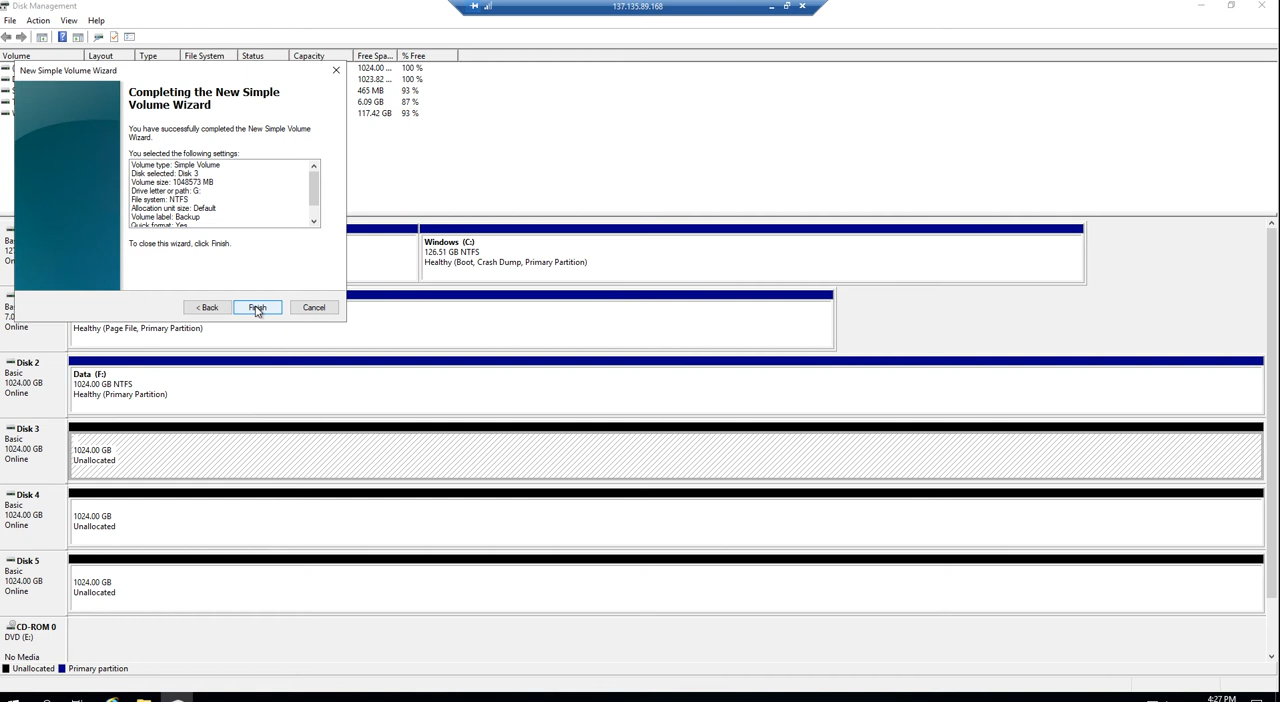 Disk Management
137.135.89.168
File Action View Help
Volume Layout Type File System Status Capacity Free Spa... % Free
1024.00 ... 100 %
1023.82 ... 100 %
465 MB 93 %
6.09 GB 87 %
117.42 GB 93 %
New Simple Volume Wizard
Completing the New Simple
Volume Wizard
You have successfully completed the New Simple Volume
Wizard.
You selected the following settings:
Volume type: Simple Volume
Disk selected: Disk 3
Volume size: 1048573 MB
Drive letter or path: G:
File system: NTFS
Allocation unit size: Default
Volume label: Backup
Quick format: Yes
To close this wizard, click Finish.
< Back Finish Cancel
Windows (C:)
126.51 GB NTFS
Healthy (Boot, Crash Dump, Primary Partition)
Online
Healthy (Page File, Primary Partition)
Disk 2
Basic
1024.00 GB
Online
Data (F:)
1024.00 GB NTFS
Healthy (Primary Partition)
Disk 3
Basic
1024.00 GB
Online
1024.00 GB
Unallocated
Disk 4
Basic
1024.00 GB
Online
1024.00 GB
Unallocated
Disk 5
Basic
1024.00 GB
Online
1024.00 GB
Unallocated
CD-ROM 0
DVD (E:)
No Media
Unallocated Primary partition
4:27 PM